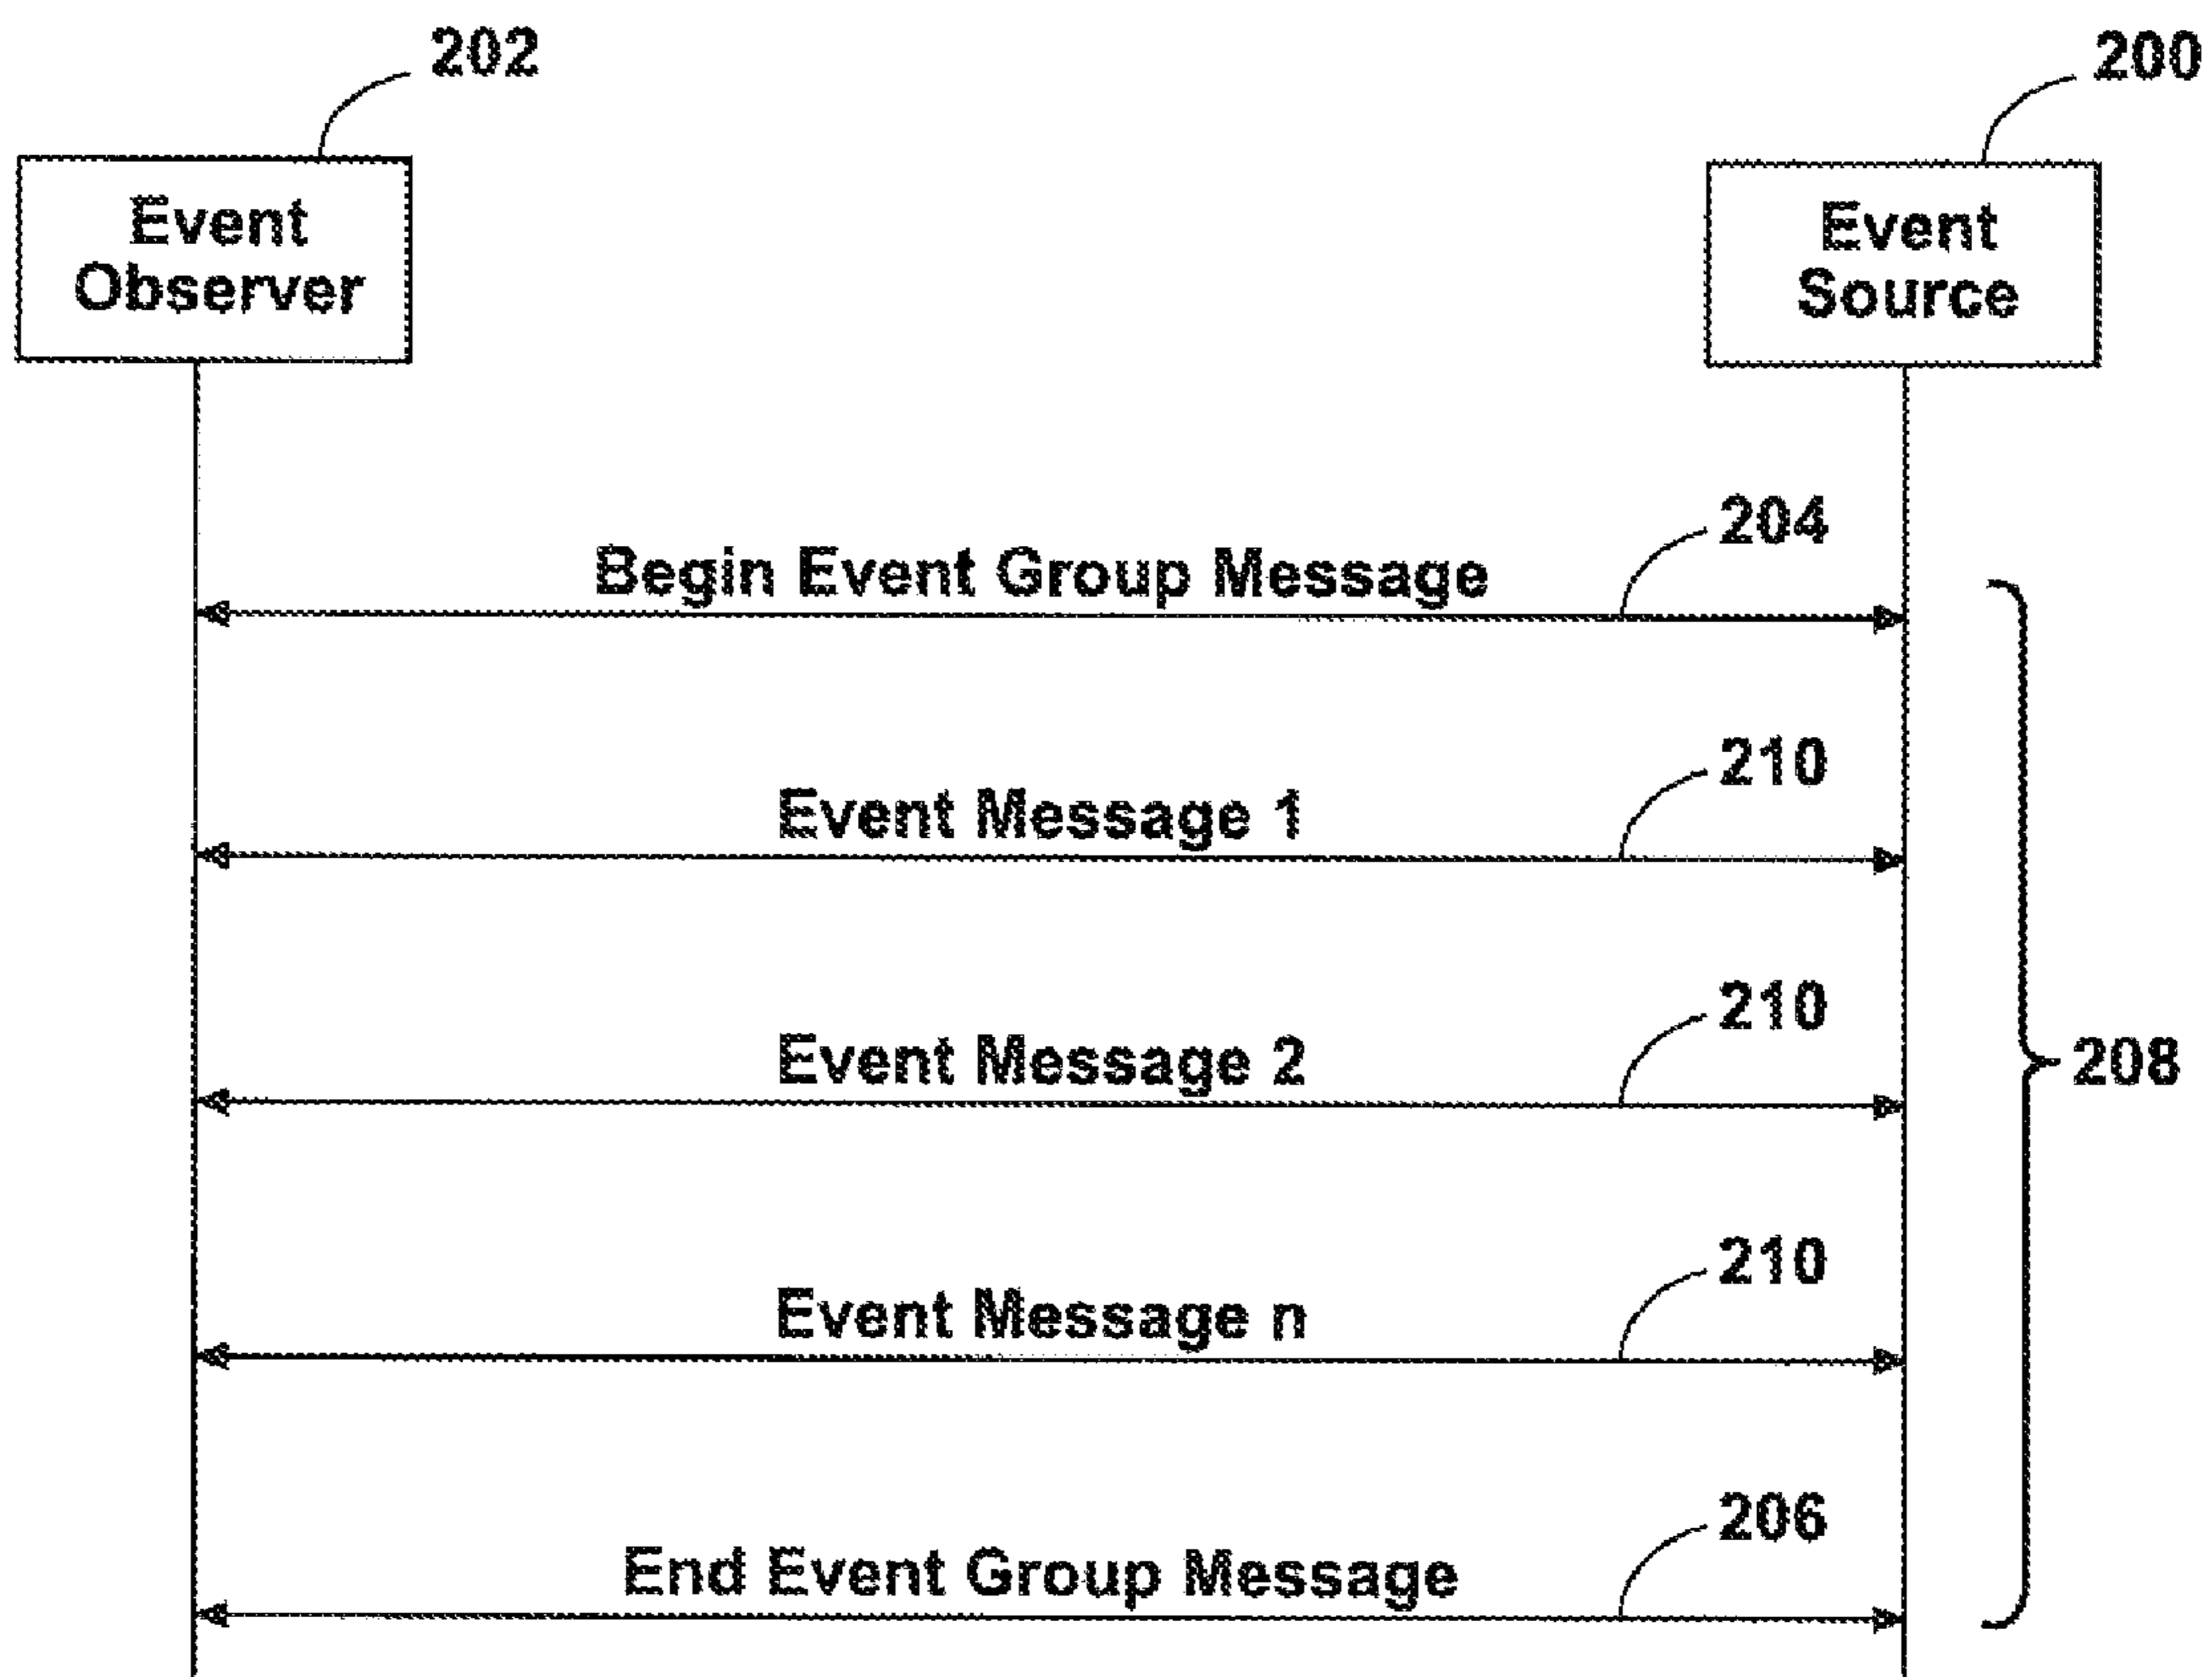 202
200
Event
Observer
Event
Source
204
Begin Event Group Message
210
Event Message 1
210
Event Message 2
208
210
Event Message n
206
End Event Group Message